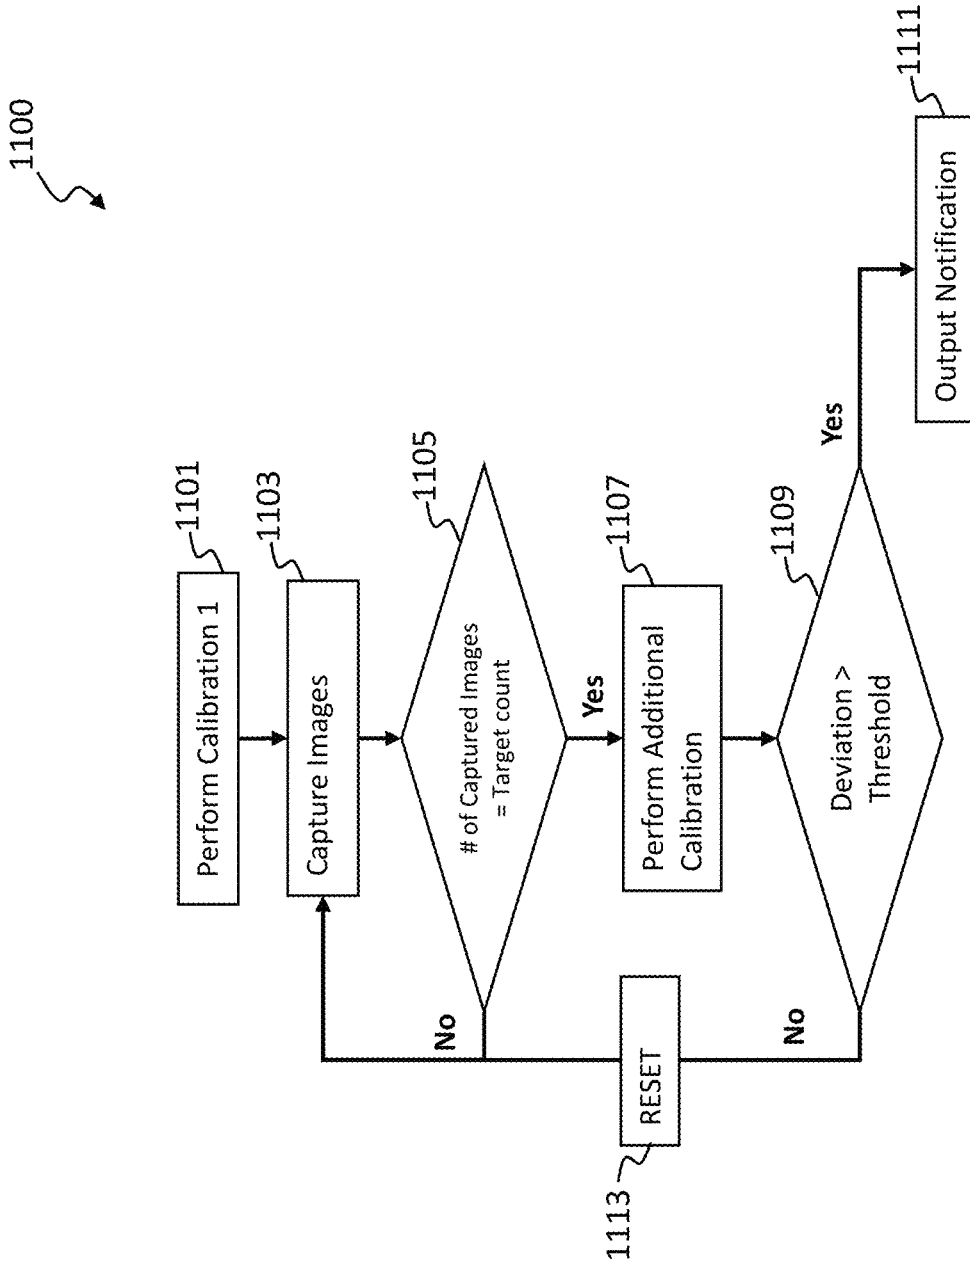 1100
1101
Perform Calibration 1
1103
Capture Images
1105
# of Captured Images
= Target count
No
Yes
1107
Perform Additional
Calibration
1109
Deviation >
Threshold
No
Yes
1113
RESET
1111
Output Notification